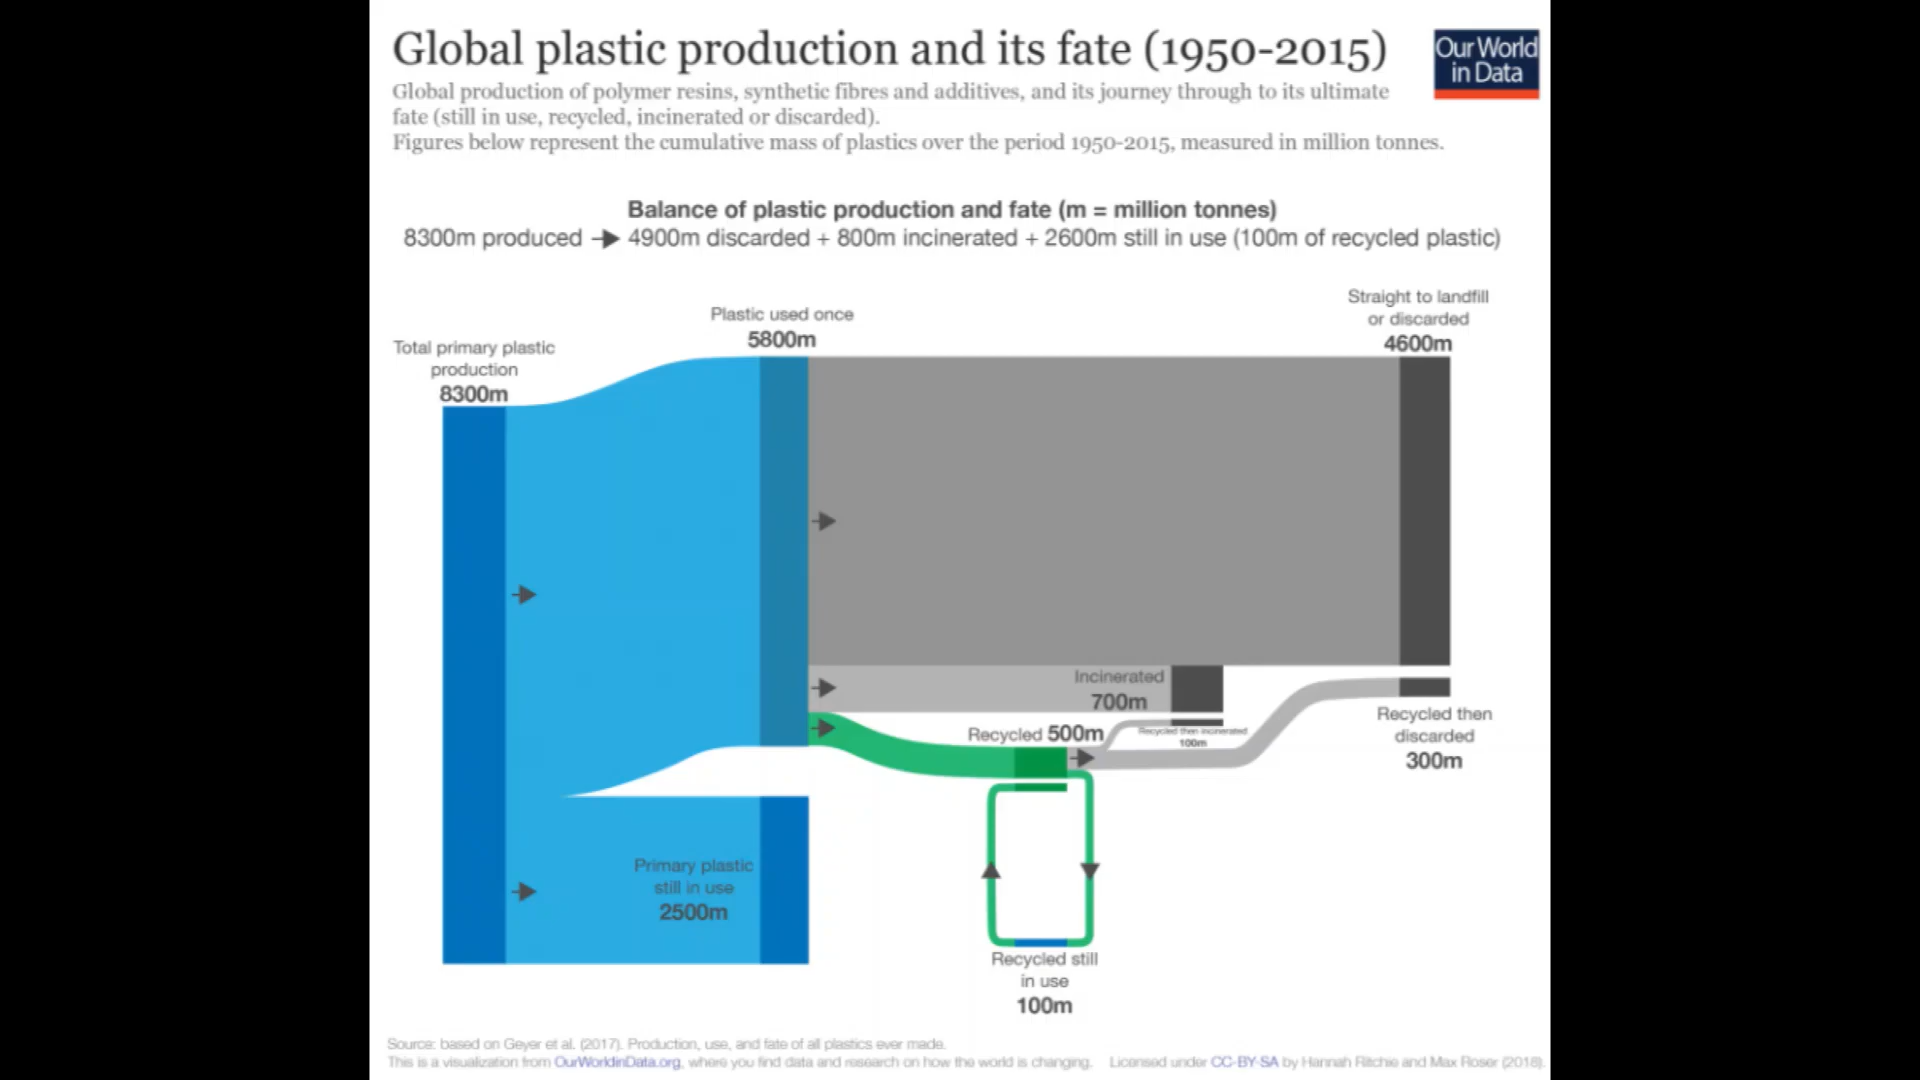 Global plastic production and its fate (1950-2015)
Our World
in Data
Global production of polymer resins, synthetic fibres and additives, and its journey through to its ultimate
fate (still in use, recycled, incinerated or discarded).
Figures below represent the cumulative mass of plastics over the period 1950-2015, measured in million tonnes.
Balance of plastic production and fate (m = million tonnes)
8300m produced → 4900m discarded + 800m incinerated + 2600m still in use (100m of recycled plastic)
Straight to landfill
or discarded
4600m
Plastic used once
5800m
Total primary plastic
production
8300m
Incinerated
700m
Recycled 500m
Recycled then incinerated
100m
Recycled then
discarded
300m
Primary plastic
still in use
2500m
Recycled still
in use
100m
Source: based on Geyer et al. (2017). Production, use, and fate of all plastics ever made.
This is a visualization from OurWorldinData.org, where you find data and research on how the world is changing.
Licensed under CC-BY-SA by Hannah Ritchie and Max Roser (2018).